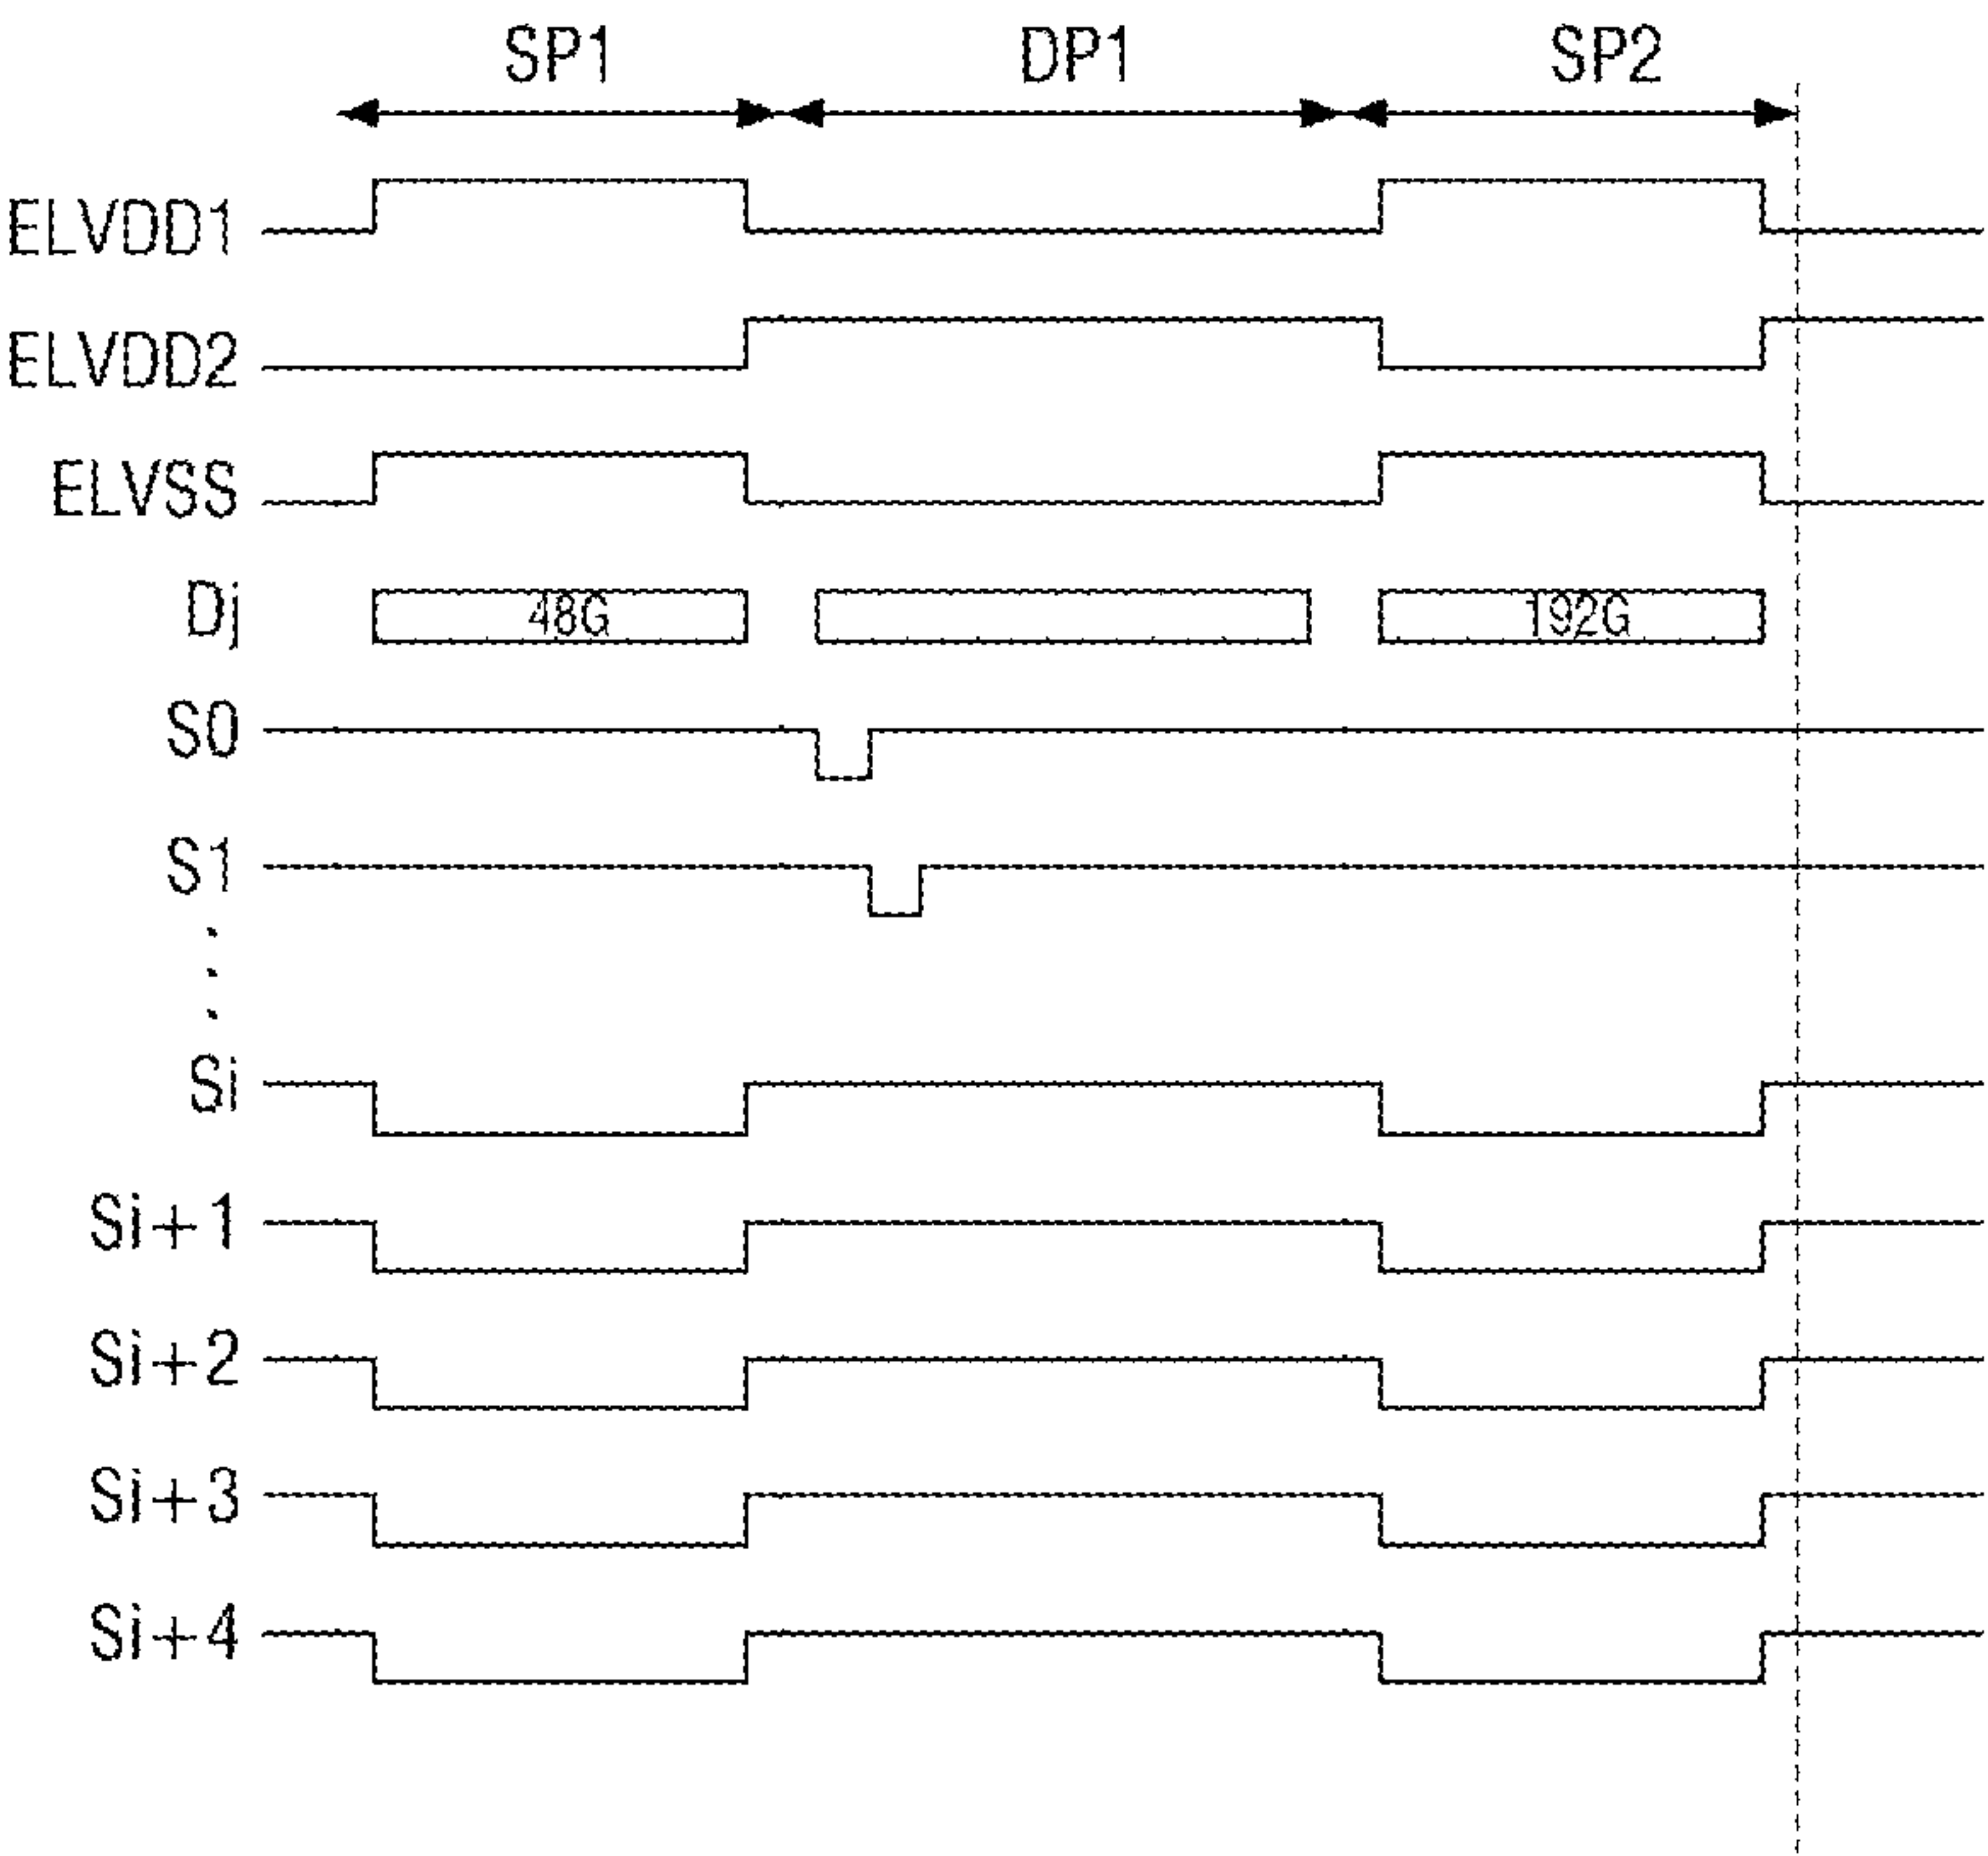 SP1 DP1 SP2
ELVDD1
ELVDD2
ELVSS
Dj 48G 192G
S0
S1
Si
Si+1
Si+2
Si+3
Si+4